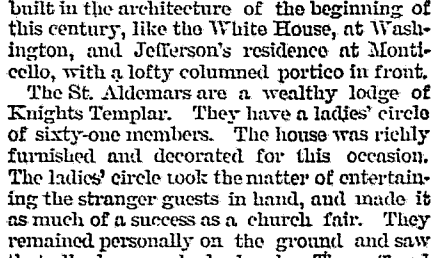 built in the architecture of the beginning of
this century, like the White House, at Wash-
ington, and Jefferson's residence at Monti-
cello, with a lofty columned portico in front.
The St. Aldemars are a wealthy lodge of
Knights Templar. They have a ladies' circle
of sixty-one members. The house was richly
furnished and decorated for this occasion.
The ladies' circle took the matter of entertain-
ing the stranger guests in hand, and made it
as much of a success as a church fair. They
remained personally on the ground and saw